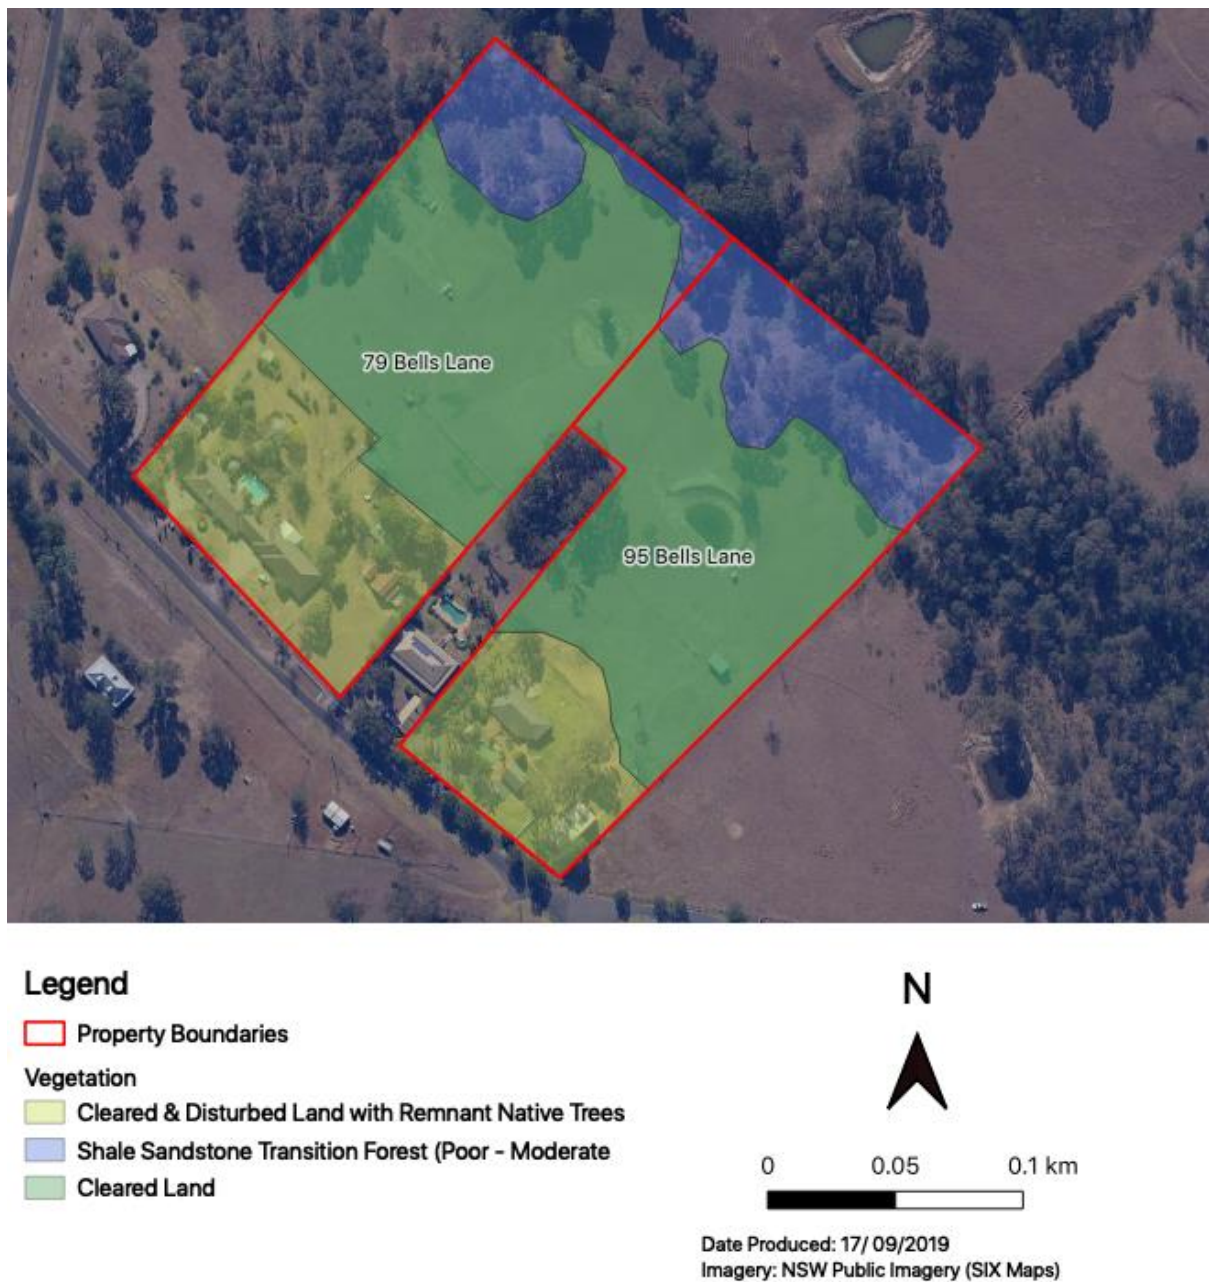 79 Bells Lane
95 Bells Lane
Legend
N
Property Boundaries
Vegetation
Cleared & Disturbed Land with Remnant Native Trees
Shale Sandstone Transition Forest (Poor - Moderate
Cleared Land
0 0.05 0.1 km
Date Produced: 17/ 09/2019
Imagery: NSW Public Imagery (SIX Maps)